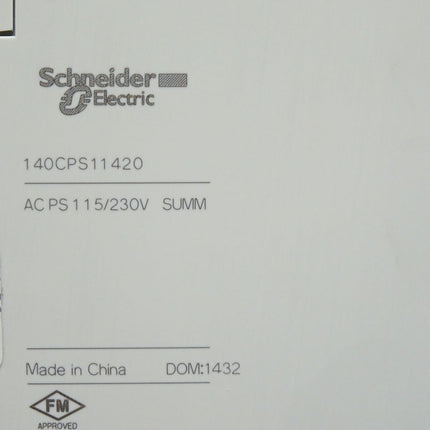 Schneider
Electric
140CPS11420
AC PS 115/230V SUMM
Made in China DOM:1432
FM
APPROVED